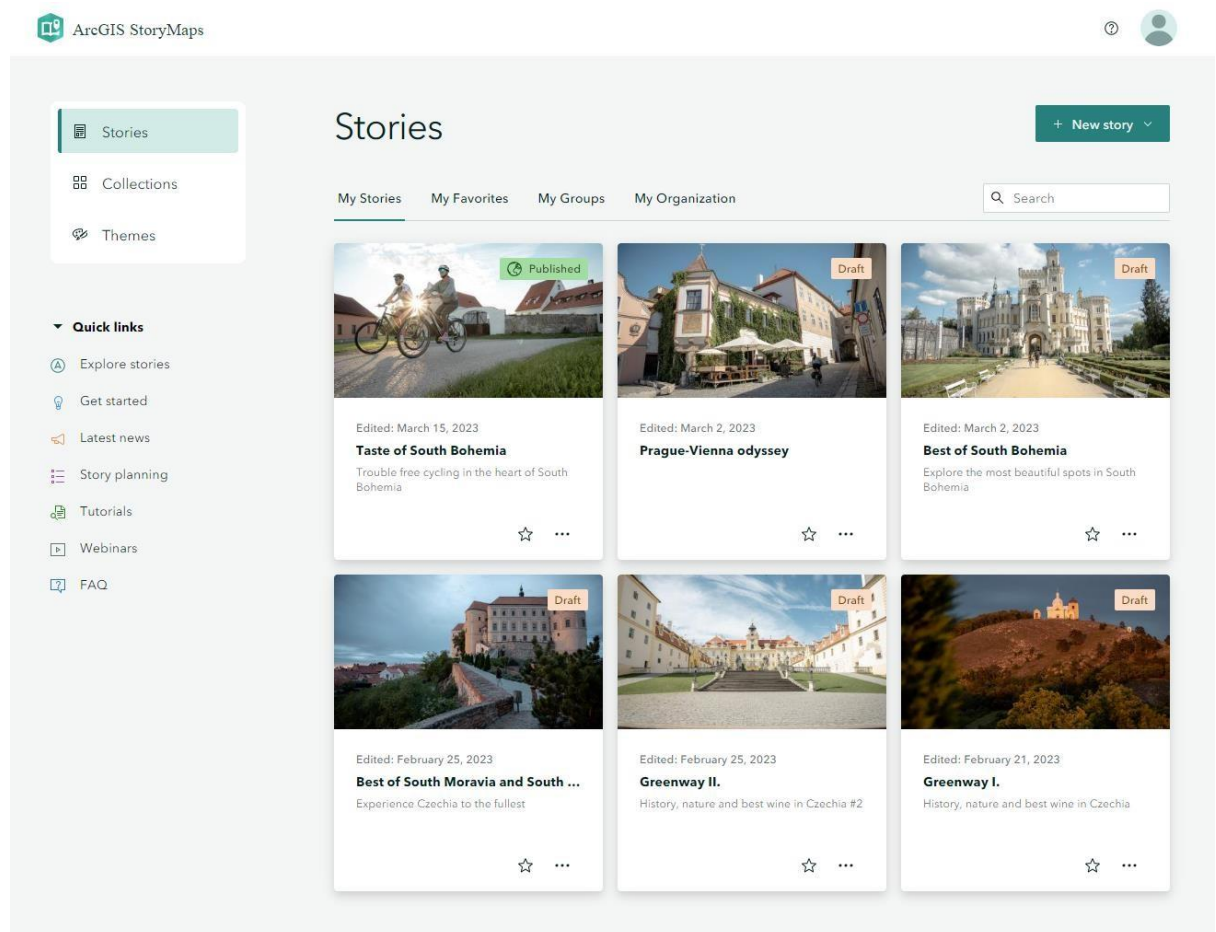 ArcGIS StoryMaps
Stories
Collections
Themes
Quick links
Explore stories
Get started
Latest news
Story planning
Tutorials
Webinars
FAQ
Stories
+ New story
My Stories My Favorites My Groups My Organization
Search
Published
Edited: March 15, 2023
Taste of South Bohemia
Trouble free cycling in the heart of South
Bohemia
Draft
Edited: March 2, 2023
Prague-Vienna odyssey
Draft
Edited: March 2, 2023
Best of South Bohemia
Explore the most beautiful spots in South
Bohemia
Draft
Edited: February 25, 2023
Best of South Moravia and South ...
Experience Czechia to the fullest
Draft
Edited: February 25, 2023
Greenway II.
History, nature and best wine in Czechia #2
Draft
Edited: February 21, 2023
Greenway I.
History, nature and best wine in Czechia